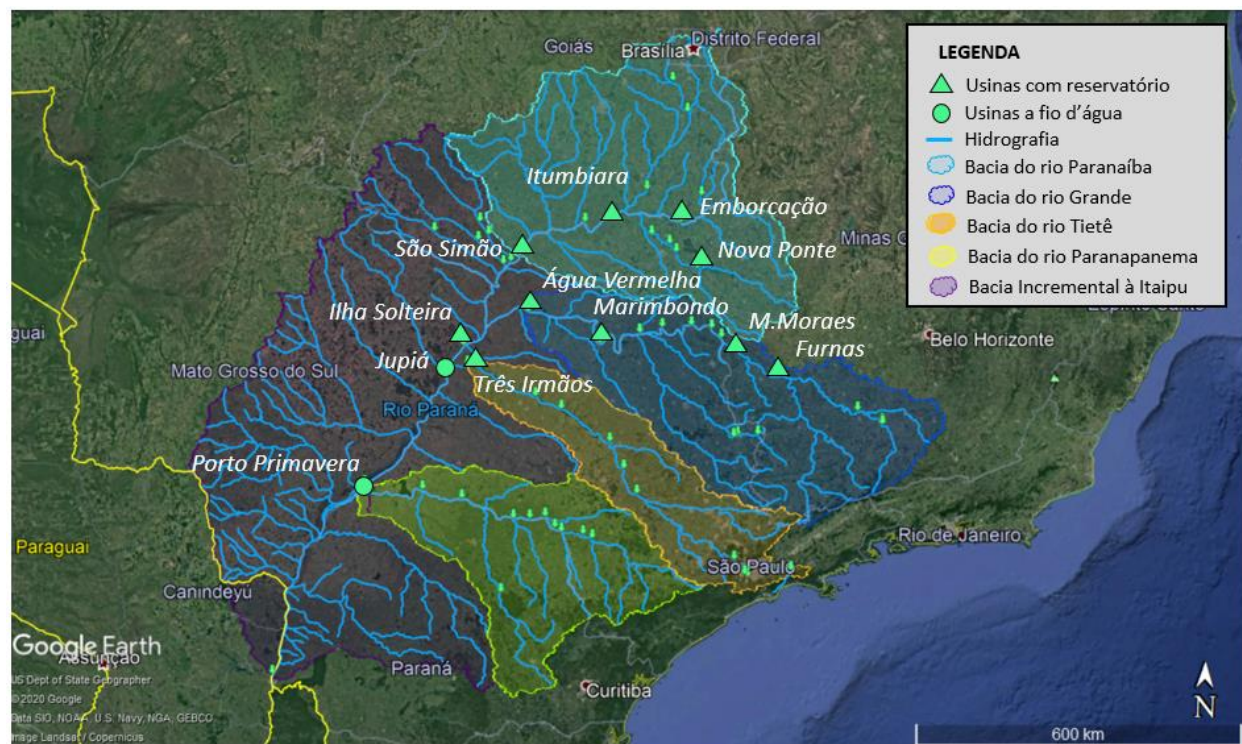 Goiás
Distrito Federal
Brasília
LEGENDA
Usinas com reservatório
Usinas a fio d'água
Hidrografia
Bacia do rio Paranaíba
Bacia do rio Grande
Bacia do rio Tietê
Bacia do rio Paranapanema
Bacia Incremental à Itaipu
Itumbiara
Emborcação
São Simão
Nova Ponte
Minas G
Água Vermelha
Ilha Solteira
Marimbondo
M.Moraes
Furnas
Belo Horizonte
guai
Jupiá
Mato Grosso do Sul
Três Irmãos
Rio Paraná
Porto Primavera
Paraguai
Rio de Janeiro
São Paulo
Canindeyú
Google Earth
Assunção
Paraná
Curitiba
US Dept of State Geographer
© 2020 Google
Data SIO, NOAA, U.S. Navy, NGA, GEBCO
Image Landsat / Copernicus
N
600 km